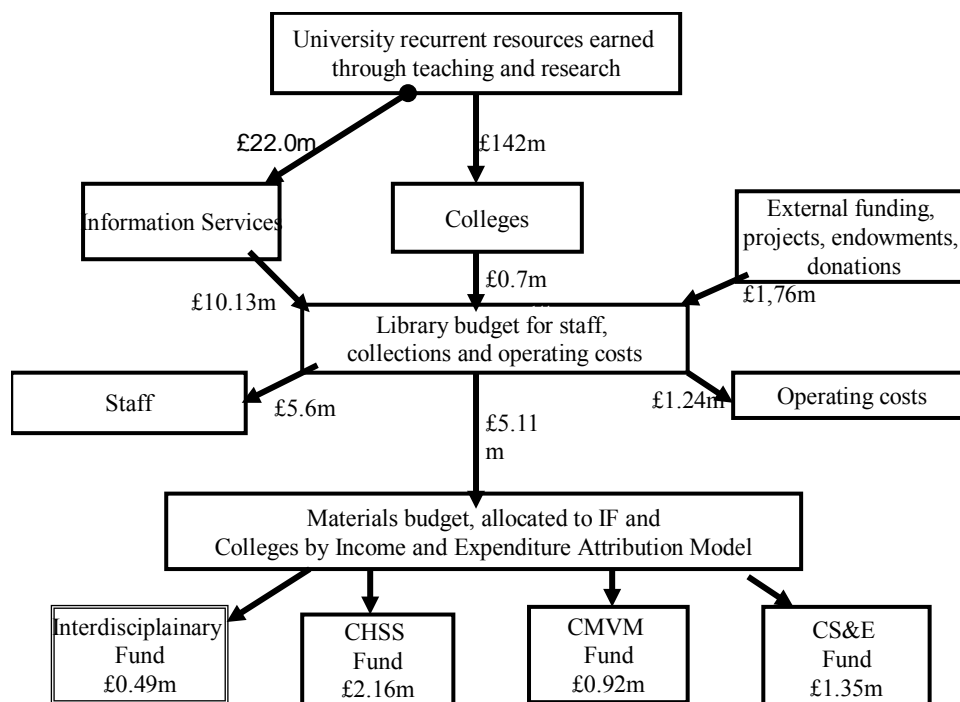 University recurrent resources earned
through teaching and research
£22.0m
£142m
Information Services
Colleges
External funding,
projects, endowments,
donations
£10.13m
£0.7m
£1,76m
Library budget for staff,
collections and operating costs
Staff
£5.6m
£5.11
m
£1.24m
Operating costs
Materials budget, allocated to IF and
Colleges by Income and Expenditure Attribution Model
Interdisciplainary
Fund
£0.49m
CHSS
Fund
£2.16m
CMVM
Fund
£0.92m
CS&E
Fund
£1.35m